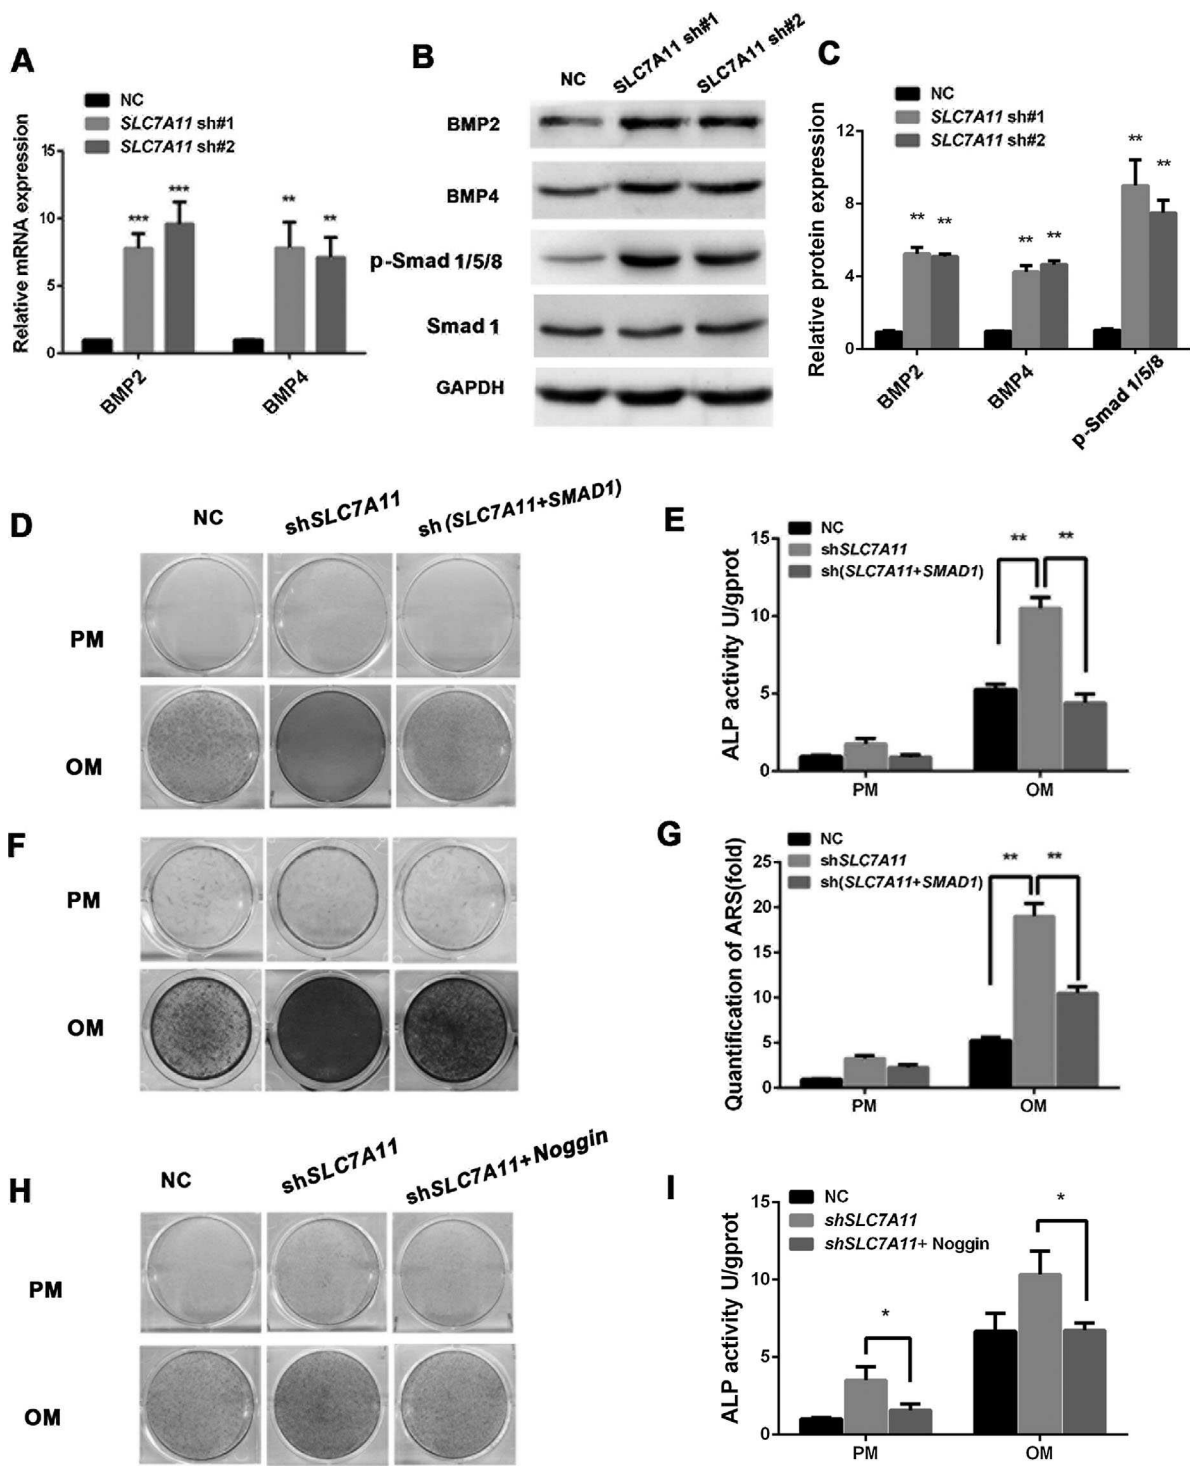 A
NC
SLC7A11 sh#1
SLC7A11 sh#2
Relative mRNA expression
15
10
5
0
***
***
**
**
BMP2
BMP4
B
NC
SLC7A11 sh#1
SLC7A11 sh#2
BMP2
BMP4
p-Smad 1/5/8
Smad 1
GAPDH
C
NC
SLC7A11 sh#1
SLC7A11 sh#2
Relative protein expression
12
8
4
0
**
**
**
**
**
**
BMP2
BMP4
p-Smad 1/5/8
D
NC
shSLC7A11
sh (SLC7A11+SMAD1)
PM
OM
E
NC
shSLC7A11
sh(SLC7A11+SMAD1)
ALP activity U/gprot
15
10
5
0
**
**
PM
OM
F
PM
OM
G
NC
shSLC7A11
sh(SLC7A11+SMAD1)
Quantification of ARS(fold)
25
20
15
10
5
0
**
**
PM
OM
H
NC
shSLC7A11
shSLC7A11+Noggin
PM
OM
I
NC
shSLC7A11
shSLC7A11+ Noggin
ALP activity U/gprot
15
10
5
0
*
*
PM
OM